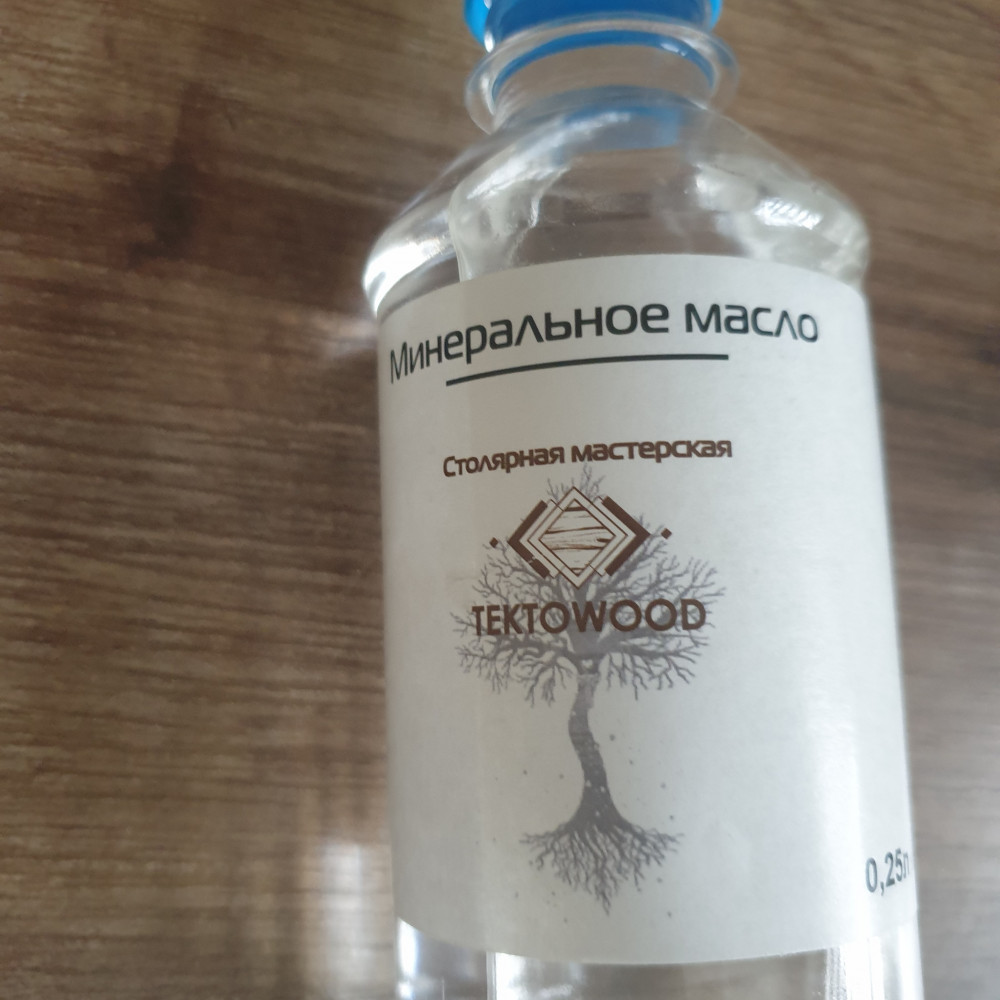 Минеральное масло
Столярная мастерская
TEKTOWOOD
0,25л